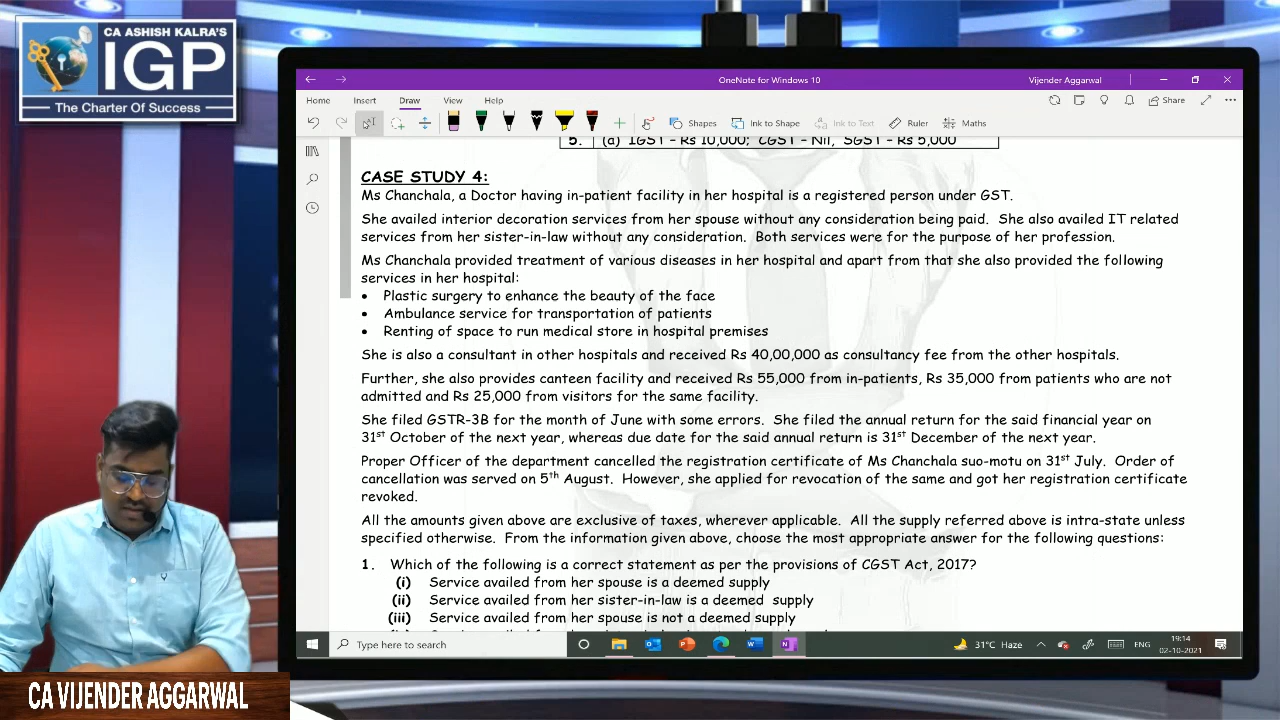 CA ASHISH KALRA'S
IGP
The Charter Of Success
OneNote for Windows 10
Vijender Aggarwal
Home Insert Draw View Help
Share
Shapes Ink to Shape Ink to Text Ruler Maths
5. (a) IGST – Rs 10,000; CGST – Nil, SGST – Rs 5,000
CASE STUDY 4:
Ms Chanchala, a Doctor having in-patient facility in her hospital is a registered person under GST.
She availed interior decoration services from her spouse without any consideration being paid. She also availed IT related
services from her sister-in-law without any consideration. Both services were for the purpose of her profession.
Ms Chanchala provided treatment of various diseases in her hospital and apart from that she also provided the following
services in her hospital:
• Plastic surgery to enhance the beauty of the face
• Ambulance service for transportation of patients
• Renting of space to run medical store in hospital premises
She is also a consultant in other hospitals and received Rs 40,00,000 as consultancy fee from the other hospitals.
Further, she also provides canteen facility and received Rs 55,000 from in-patients, Rs 35,000 from patients who are not
admitted and Rs 25,000 from visitors for the same facility.
She filed GSTR-3B for the month of June with some errors. She filed the annual return for the said financial year on
31st October of the next year, whereas due date for the said annual return is 31st December of the next year.
Proper Officer of the department cancelled the registration certificate of Ms Chanchala suo-motu on 31st July. Order of
cancellation was served on 5th August. However, she applied for revocation of the same and got her registration certificate
revoked.
All the amounts given above are exclusive of taxes, wherever applicable. All the supply referred above is intra-state unless
specified otherwise. From the information given above, choose the most appropriate answer for the following questions:
1. Which of the following is a correct statement as per the provisions of CGST Act, 2017?
(i) Service availed from her spouse is a deemed supply
(ii) Service availed from her sister-in-law is a deemed supply
(iii) Service availed from her spouse is not a deemed supply
Type here to search
31°C Haze
ENG
19:14
02-10-2021
CA VIJENDER AGGARWAL